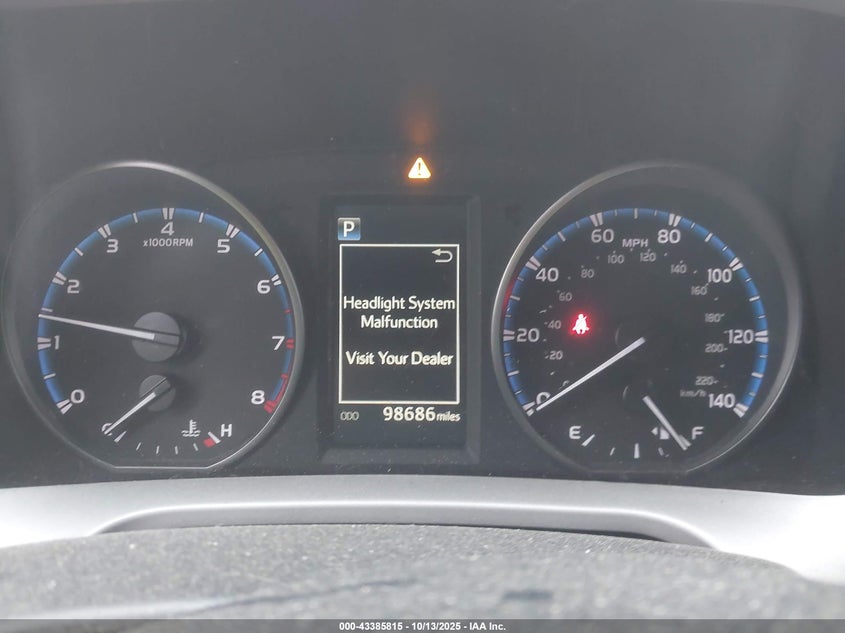 P
Headlight System
Malfunction
Visit Your Dealer
ODO 98686 miles
0 1 2 3 4 5 6 7 8
x1000RPM
H
0 20 40 60 80 100 120 140
MPH
20 40 60 80 100 120 140 160 180 200 220
km/h
E F
000-43385815 - 10/13/2025 - IAA Inc.